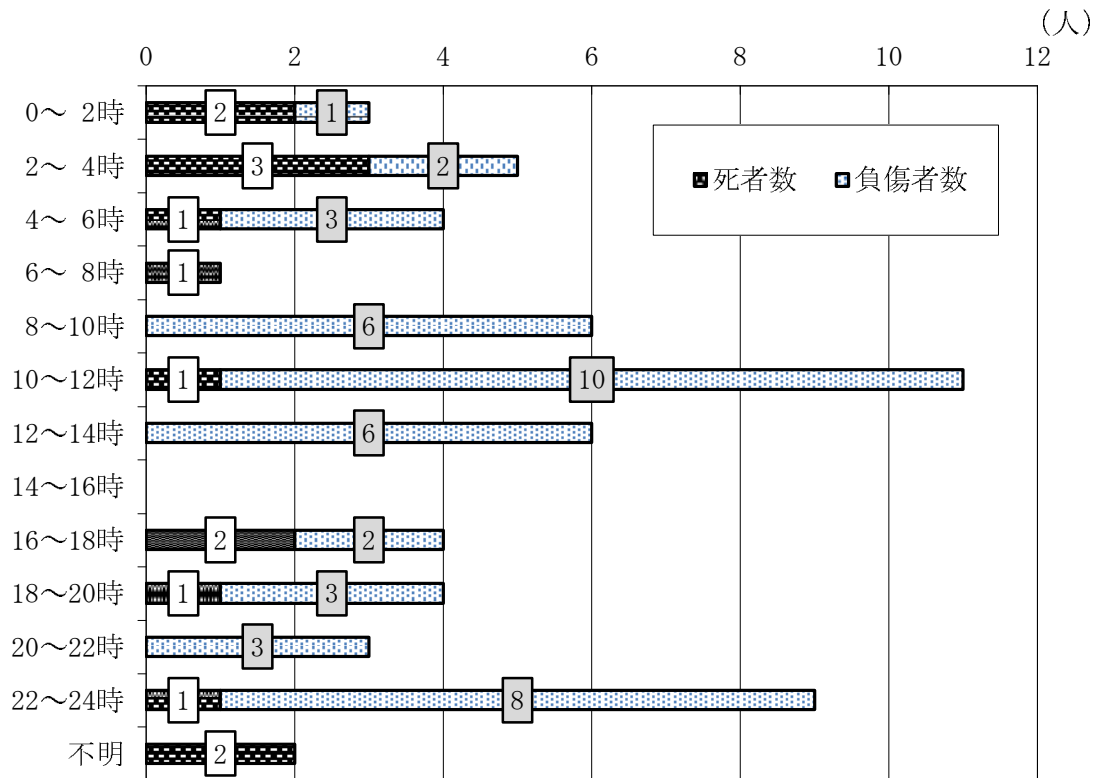 (人)
0 2 4 6 8 10 12
■死者数 ■負傷者数
0～ 2時 2 1
2～ 4時 3 2
4～ 6時 1 3
6～ 8時 1
8～10時 6
10～12時 1 10
12～14時 6
14～16時
16～18時 2 2
18～20時 1 3
20～22時 3
22～24時 1 8
不明 2